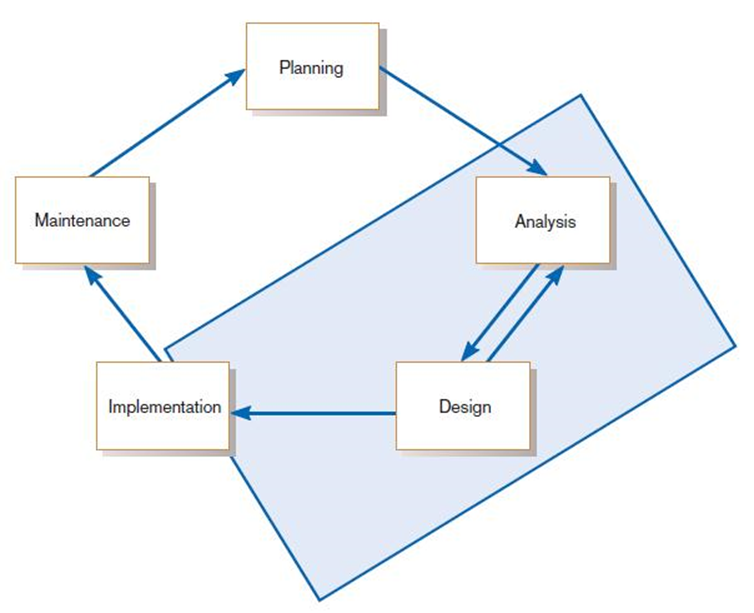 Planning
Maintenance
Analysis
Implementation
Design